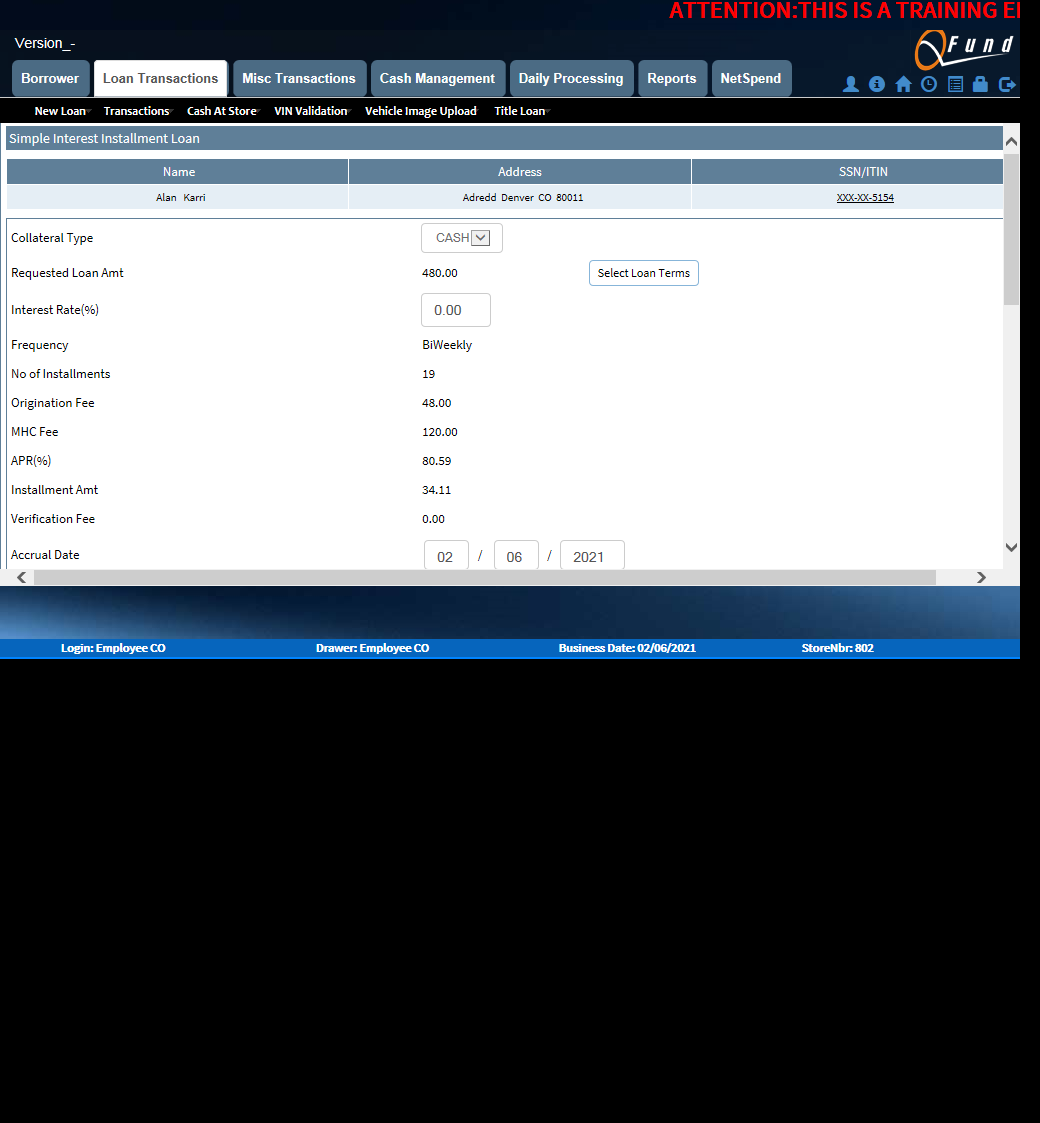 ATTENTION:THIS IS A TRAINING
Version_-
QFund
Borrower Loan Transactions Misc Transactions Cash Management Daily Processing Reports NetSpend
New Loan Transactions Cash At Store VIN Validation Vehicle Image Upload Title Loan
Simple Interest Installment Loan
Name Address SSN/ITIN
Alan Karri Adredd Denver CO 80011 XXX-XX-5154
Collateral Type CASH
Requested Loan Amt 480.00 Select Loan Terms
Interest Rate(%) 0.00
Frequency BiWeekly
No of Installments 19
Origination Fee 48.00
MHC Fee 120.00
APR(%) 80.59
Installment Amt 34.11
Verification Fee 0.00
Accrual Date 02 / 06 / 2021
Login: Employee CO Drawer: Employee CO Business Date: 02/06/2021 StoreNbr: 802